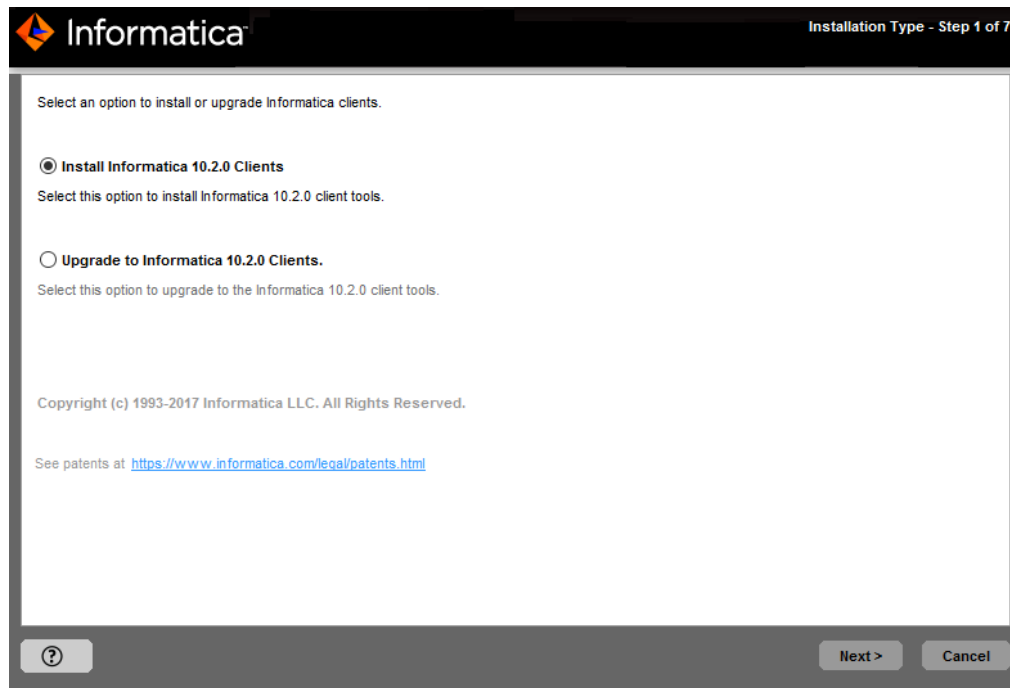 Informatica
Installation Type - Step 1 of 7
Select an option to install or upgrade Informatica clients.
Install Informatica 10.2.0 Clients
Select this option to install Informatica 10.2.0 client tools.
Upgrade to Informatica 10.2.0 Clients.
Select this option to upgrade to the Informatica 10.2.0 client tools.
Copyright (c) 1993-2017 Informatica LLC. All Rights Reserved.
See patents at https://www.informatica.com/legal/patents.html
?
Next >
Cancel